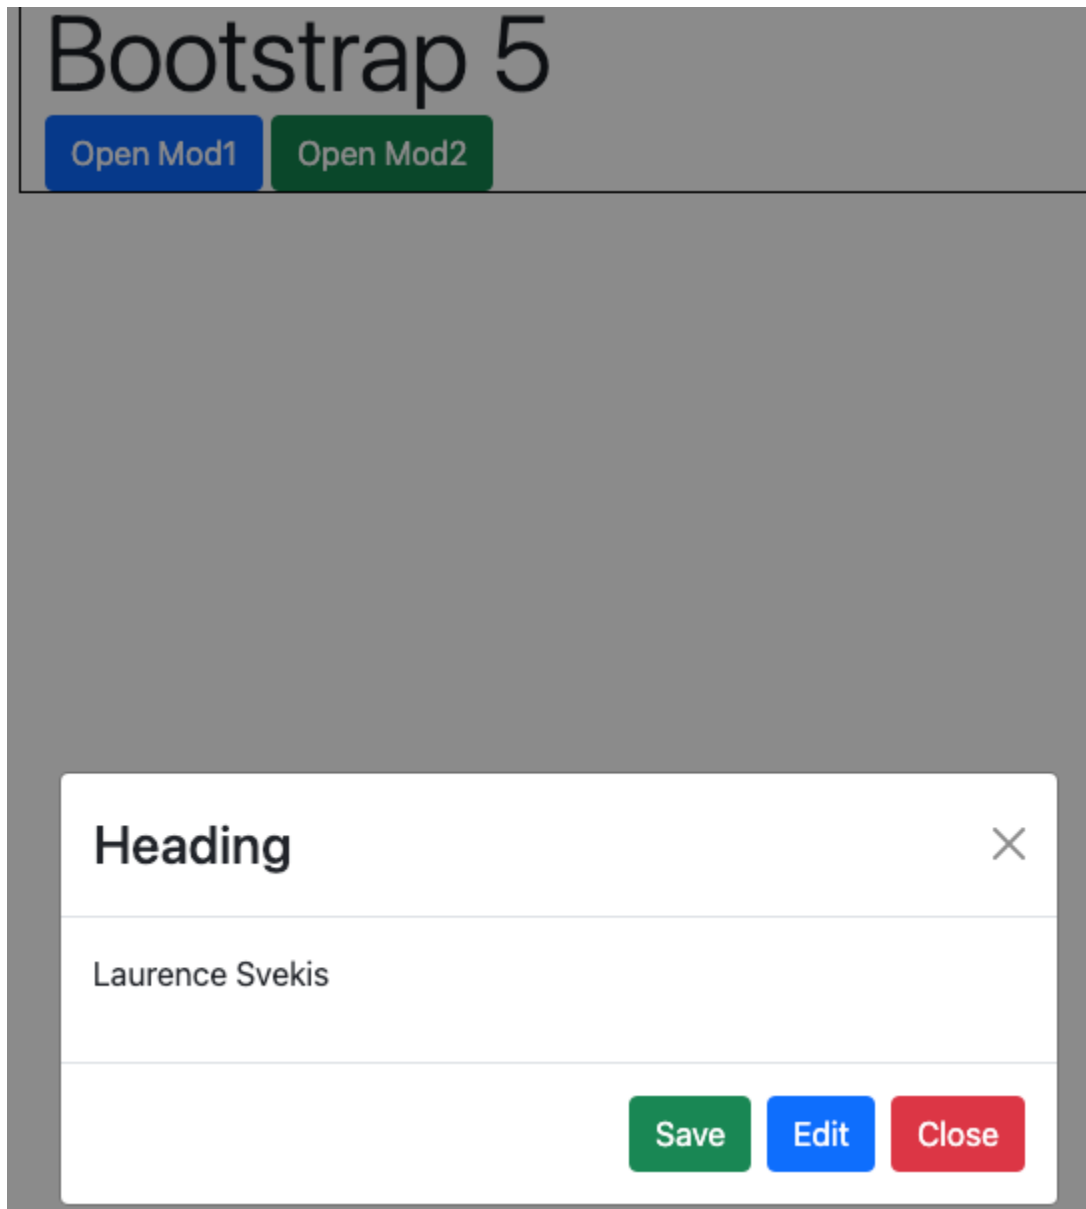 Bootstrap 5
Open Mod1 Open Mod2
Heading
Laurence Svekis
Save Edit Close